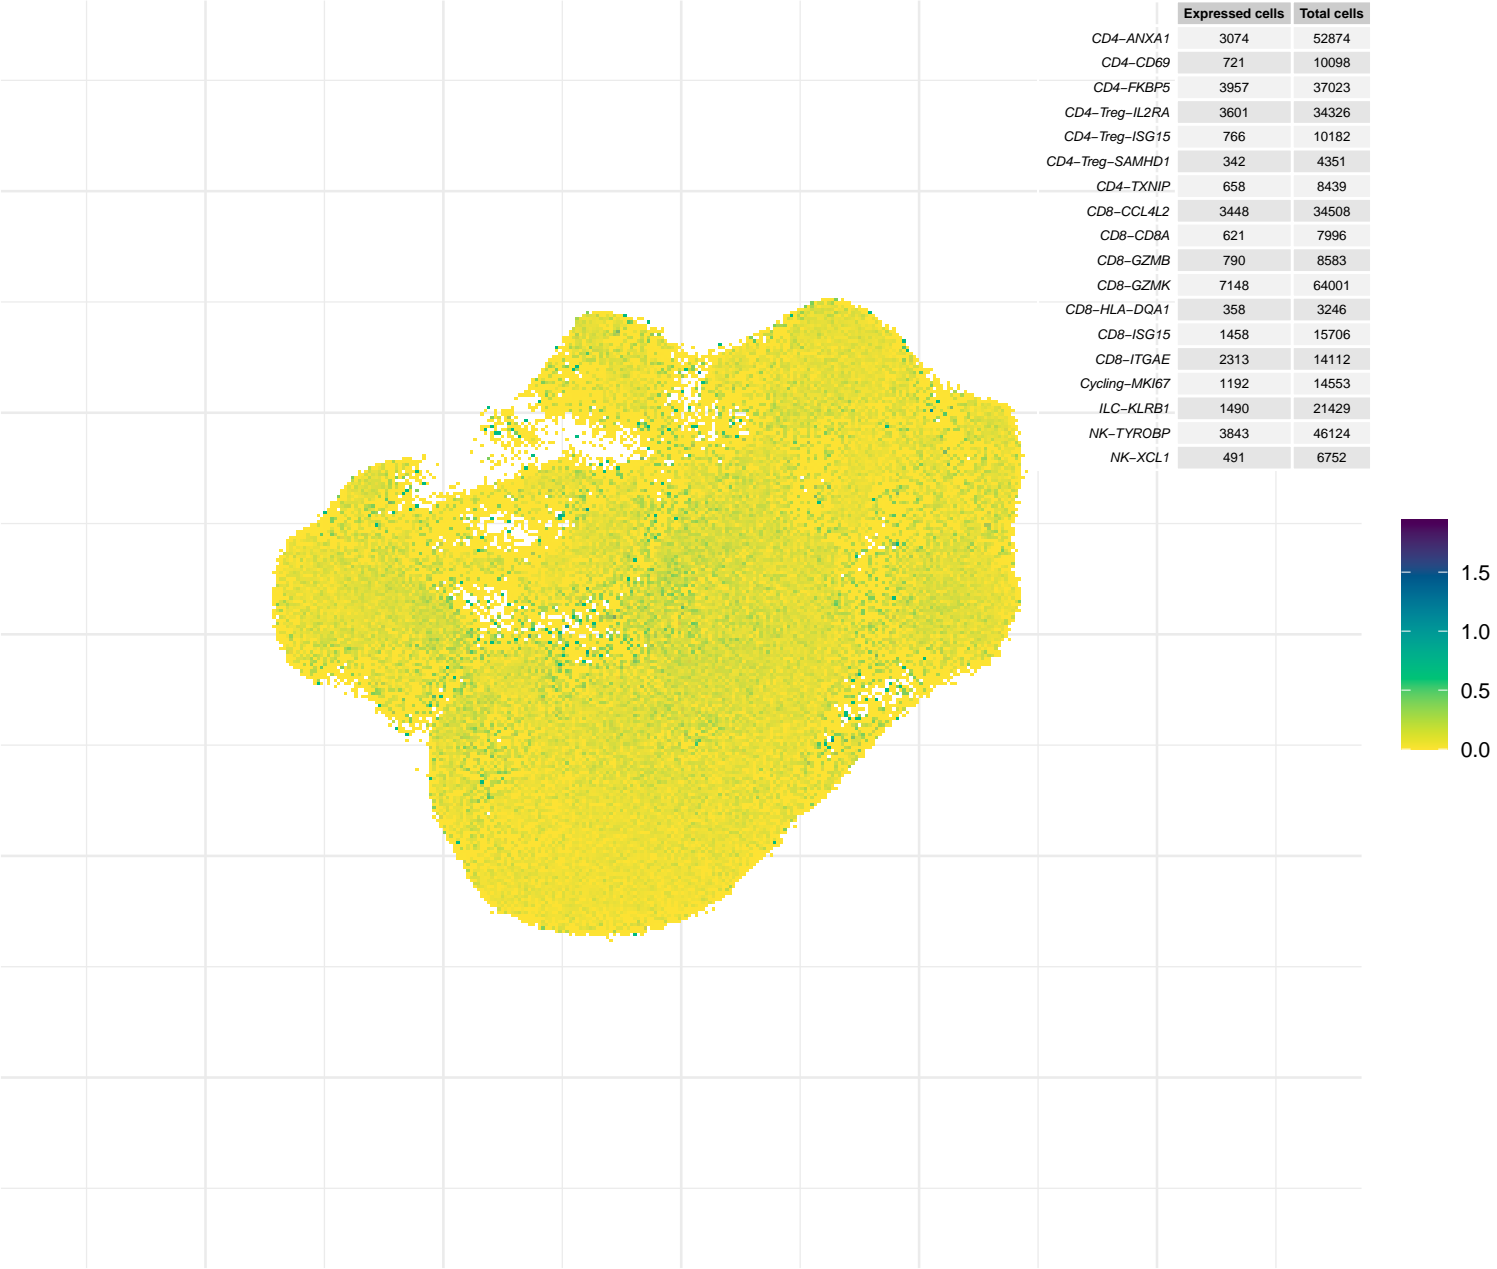 Expressed cells Total cells
CD4−ANXA1 3074 52874
CD4−CD69 721 10098
CD4−FKBP5 3957 37023
CD4−Treg−IL2RA 3601 34326
CD4−Treg−ISG15 766 10182
CD4−Treg−SAMHD1 342 4351
CD4−TXNIP 658 8439
CD8−CCL4L2 3448 34508
CD8−CD8A 621 7996
CD8−GZMB 790 8583
CD8−GZMK 7148 64001
CD8−HLA−DQA1 358 3246
CD8−ISG15 1458 15706
CD8−ITGAE 2313 14112
Cycling−MKI67 1192 14553
ILC−KLRB1 1490 21429
NK−TYROBP 3843 46124
NK−XCL1 491 6752
1.5
1.0
0.5
0.0